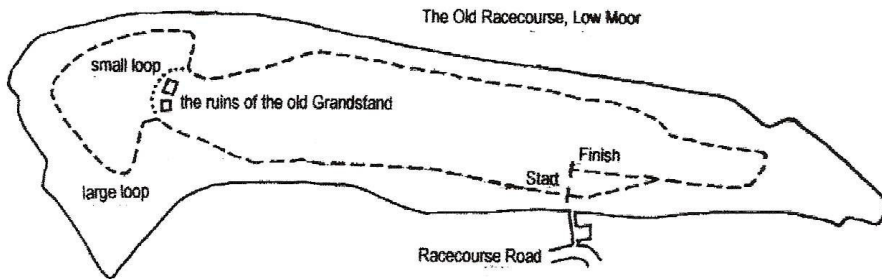 The Old Racecourse, Low Moor
small loop
the ruins of the old Grandstand
Finish
Start
large loop
Racecourse Road